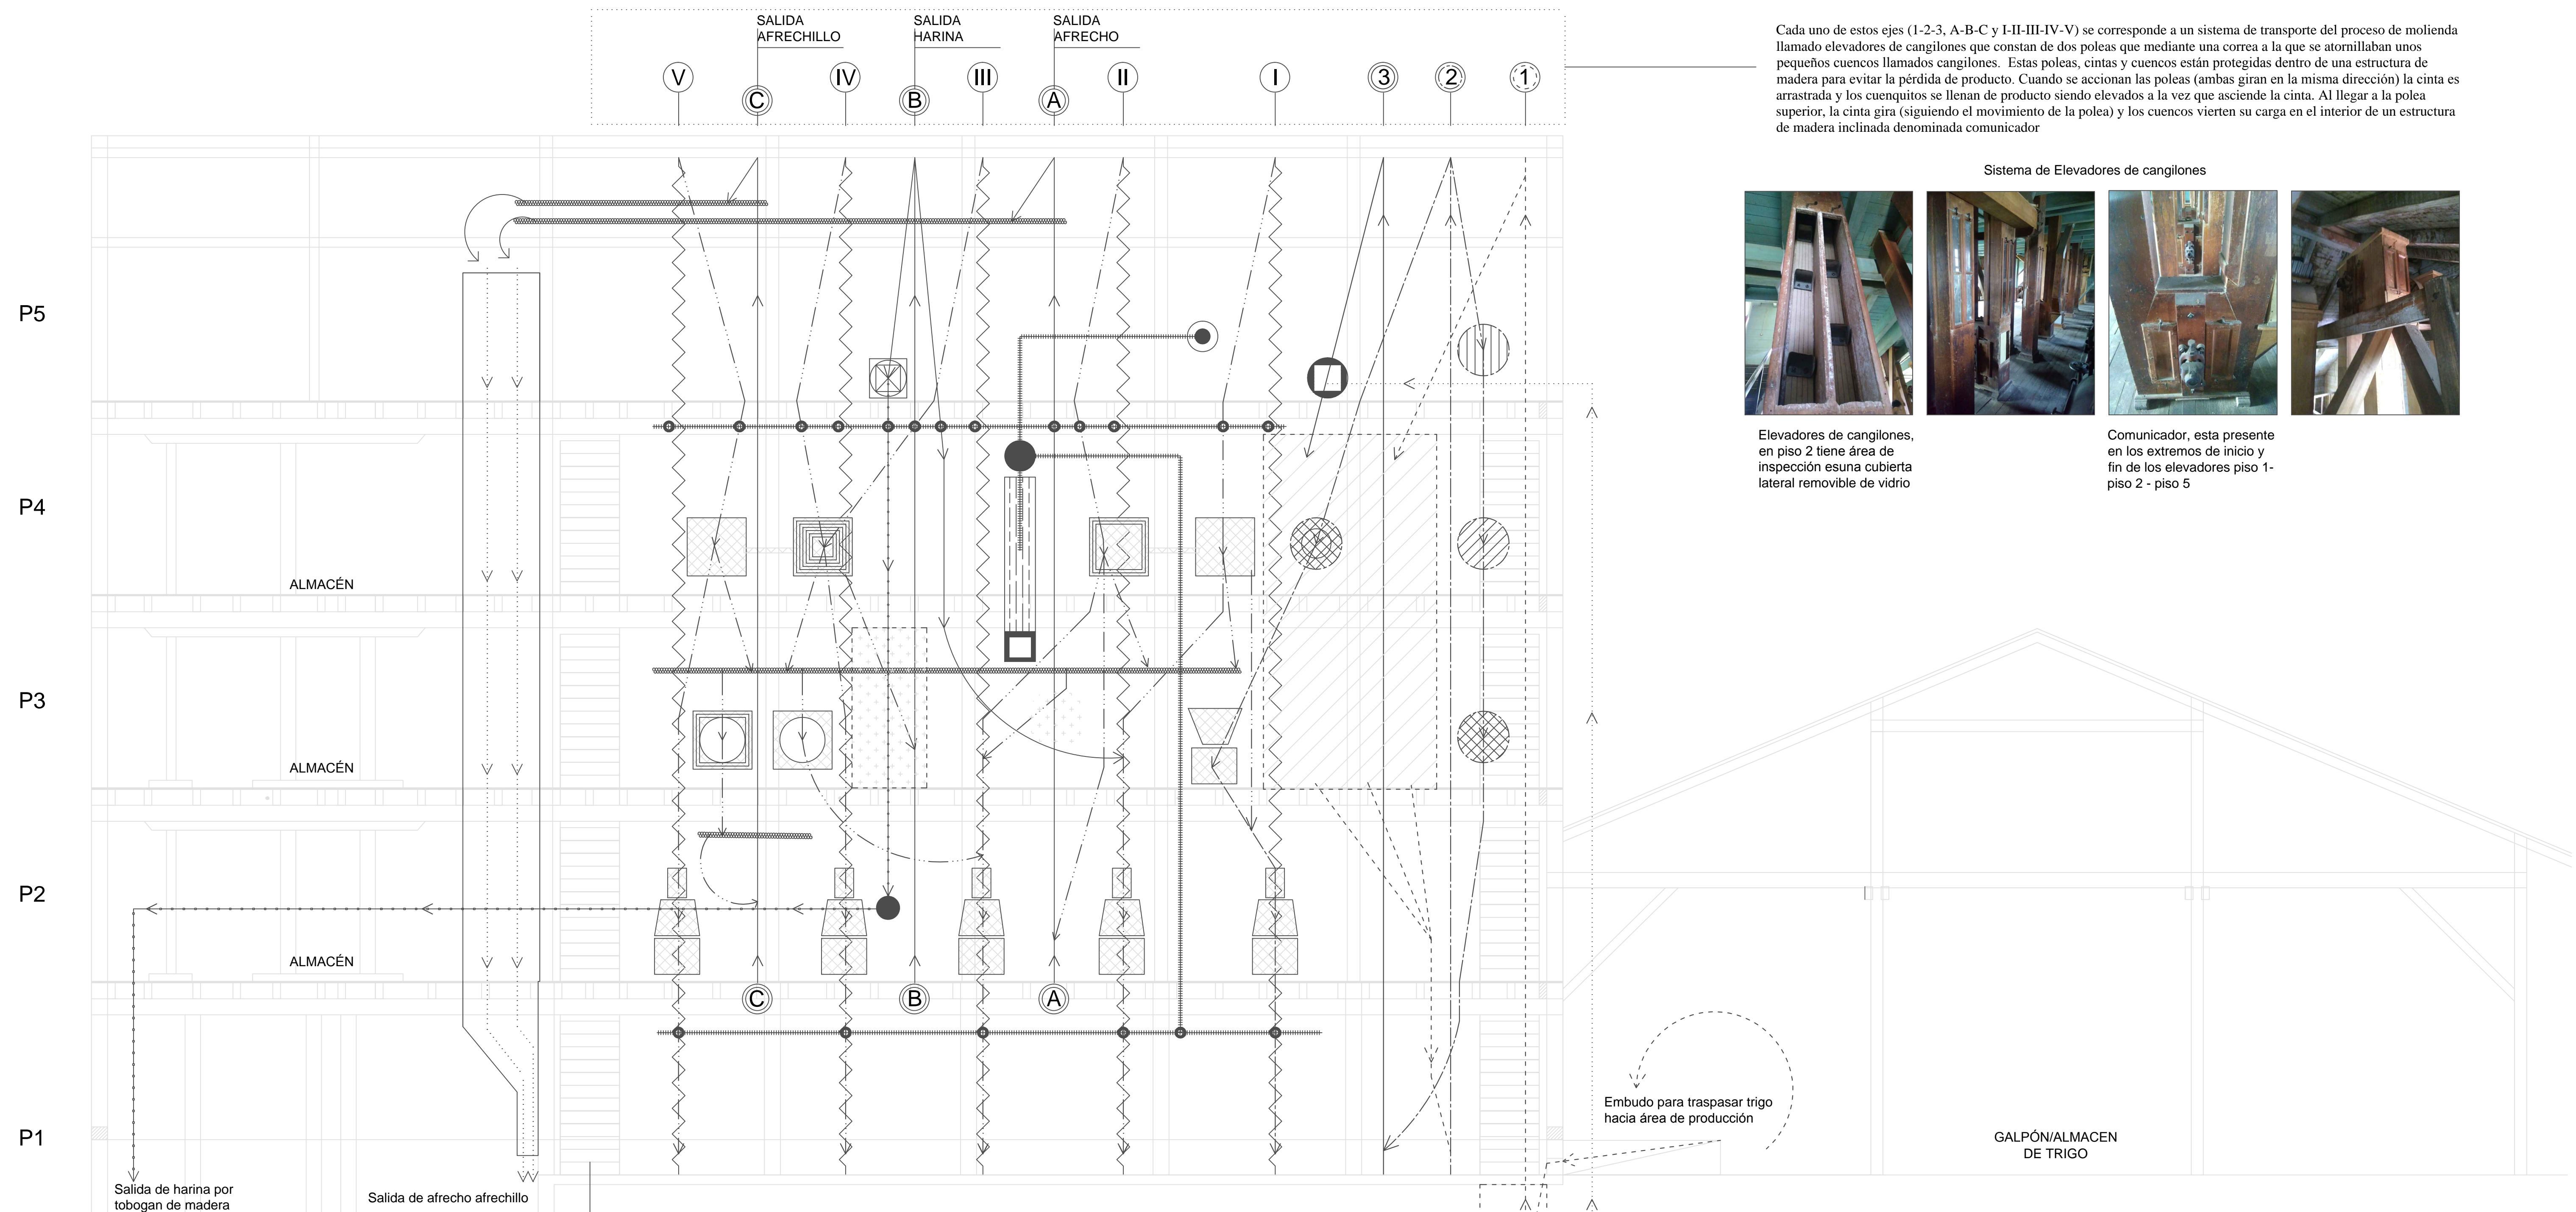 SALIDA
AFRECHILLO
SALIDA
HARINA
SALIDA
AFRECHO
V
C
IV
B
III
A
II
I
3
2
1
Cada uno de estos ejes (1-2-3, A-B-C y I-II-III-IV-V) se corresponde a un sistema de transporte del proceso de molienda
llamado elevadores de cangilones que constan de dos poleas que mediante una correa a la que se atornillaban unos
pequeños cuencos llamados cangilones. Estas poleas, cintas y cuencos están protegidas dentro de una estructura de
madera para evitar la pérdida de producto. Cuando se accionan las poleas (ambas giran en la misma dirección) la cinta es
arrastrada y los cuenquitos se llenan de producto siendo elevados a la vez que asciende la cinta. Al llegar a la polea
superior, la cinta gira (siguiendo el movimiento de la polea) y los cuencos vierten su carga en el interior de un estructura
de madera inclinada denominada comunicador
Sistema de Elevadores de cangilones
Elevadores de cangilones,
en piso 2 tiene área de
inspección esuna cubierta
lateral removible de vidrio
Comunicador, esta presente
en los extremos de inicio y
fin de los elevadores piso 1-
piso 2 - piso 5
P5
P4
ALMACÉN
P3
ALMACÉN
P2
ALMACÉN
C
B
A
P1
Embudo para traspasar trigo
hacia área de producción
GALPÓN/ALMACEN
DE TRIGO
Salida de harina por
tobogan de madera
Salida de afrecho afrechillo